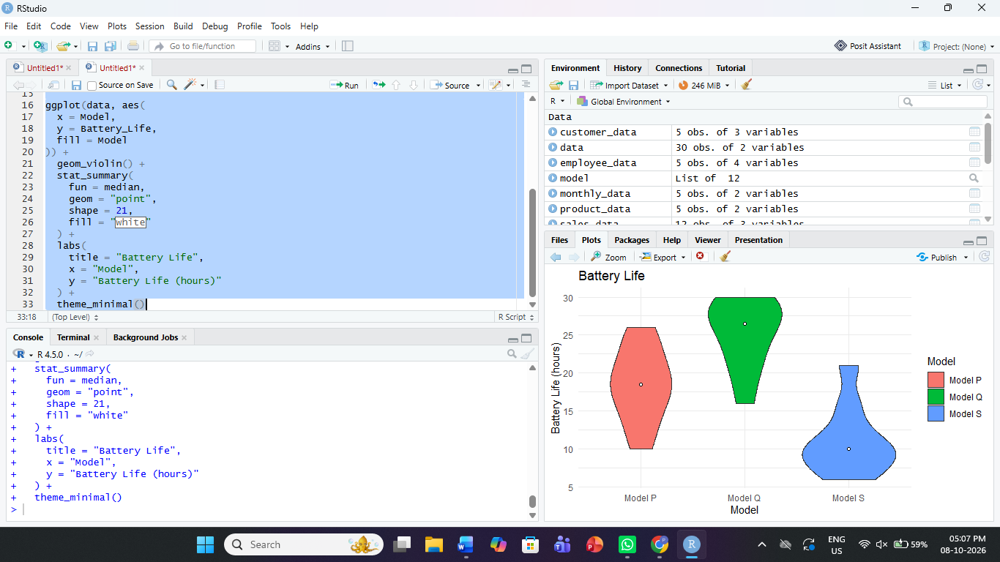 RStudio
File Edit Code View Plots Session Build Debug Profile Tools Help
Go to file/function Addins Posit Assistant Project: (None)
Untitled1* Untitled1*
Source on Save Run Source
15
16 ggplot(data, aes(
17 x = Model,
18 y = Battery_Life,
19 fill = Model
20 )) +
21 geom_violin() +
22 stat_summary(
23 fun = median,
24 geom = "point",
25 shape = 21,
26 fill = "white"
27 ) +
28 labs(
29 title = "Battery Life",
30 x = "Model",
31 y = "Battery Life (hours)"
32 ) +
33 theme_minimal()
33:18 (Top Level) R Script
Console Terminal Background Jobs
R 4.5.0 · ~/
+ stat_summary(
+ fun = median,
+ geom = "point",
+ shape = 21,
+ fill = "white"
+ ) +
+ labs(
+ title = "Battery Life",
+ x = "Model",
+ y = "Battery Life (hours)"
+ ) +
+ theme_minimal()
>
Environment History Connections Tutorial
Import Dataset 246 MiB List
R Global Environment
Data
customer_data 5 obs. of 3 variables
data 30 obs. of 2 variables
employee_data 5 obs. of 4 variables
model List of 12
monthly_data 5 obs. of 2 variables
product_data 5 obs. of 2 variables
sales_data 12 obs. of 3 variables
Files Plots Packages Help Viewer Presentation
Zoom Export Publish
Battery Life
30
25
20
15
10
5
Battery Life (hours)
Model P Model Q Model S
Model
Model
Model P
Model Q
Model S
Search
ENG
US
59%
05:07 PM
08-10-2026